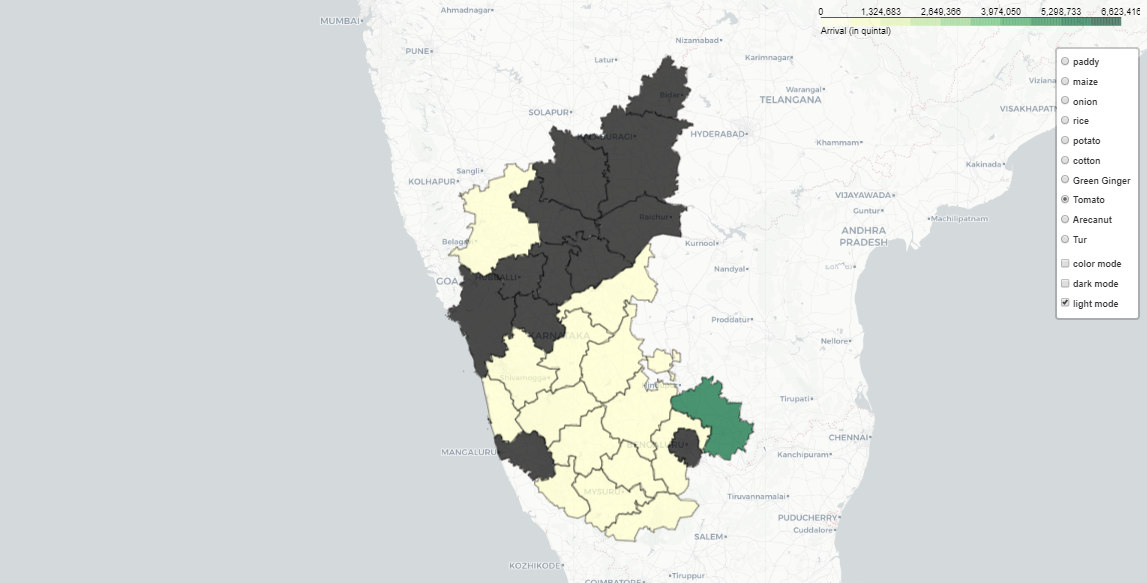 0 1,324,683 2,649,366 3,974,050 5,298,733 6,623,416
Arrival (in quintal)
paddy
maize
onion
rice
potato
cotton
Green Ginger
Tomato
Arecanut
Tur
color mode
dark mode
light mode
Ahmadnagar
MUMBAI
PUNE
Nizamabad
Latur
Karimnagar
Bidar
Warangal
TELANGANA
SOLAPUR
VISAKHAPATN
HYDERABAD
Khammam
Sangli
KOLHAPUR
Kakinada
VIJAYAWADA
Guntur
Raichur
Machilipatnam
ANDHRA
PRADESH
Kurnool
Nandyal
GOA
Proddatur
KARNATAKA
Nellore
Shivamogga
Tirupati
CHENNAI
MANGALURU
BENGALURU
Kanchipuram
MYSURU
Tiruvannamalai
PUDUCHERRY
Cuddalore
SALEM
KOZHIKODE
Tiruppur
COIMBATORE